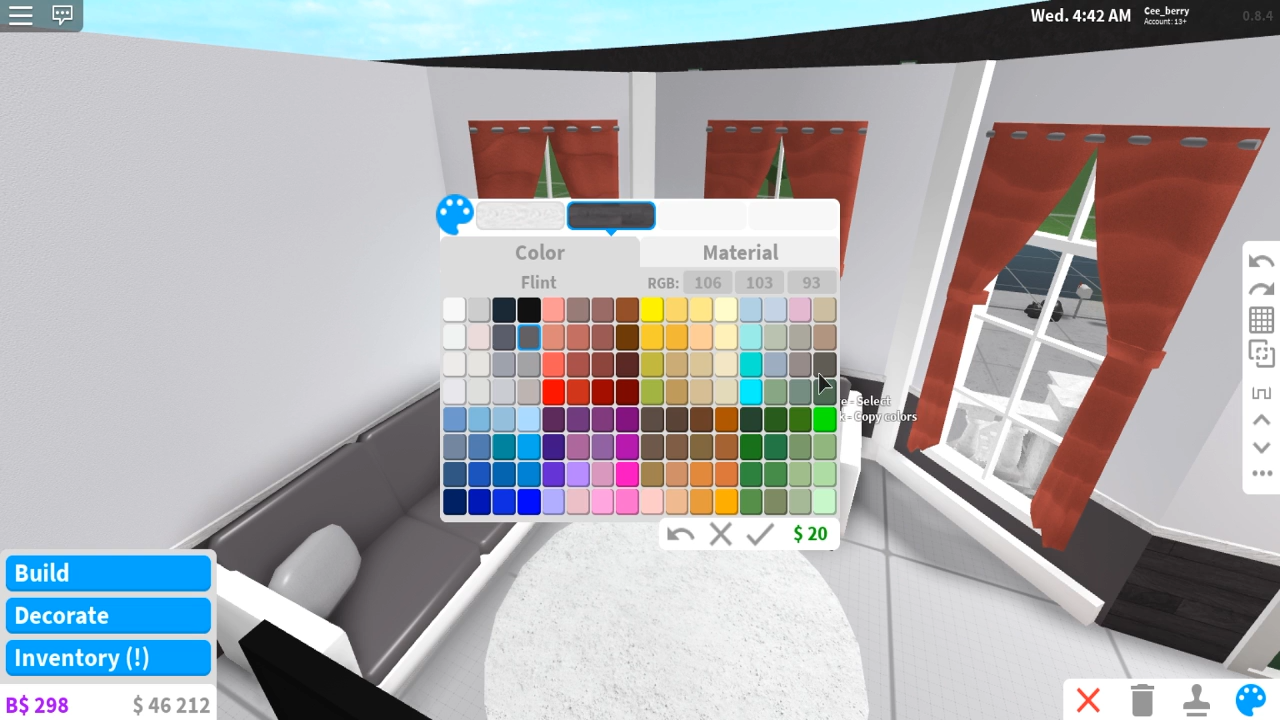 Wed. 4:42 AM
Cee_berry
Account: 13+
0.8.4
Color
Material
Flint
RGB: 106 103 93
e - Select
k - Copy colors
$ 20
Build
Decorate
Inventory (!)
B$ 298
$ 46 212